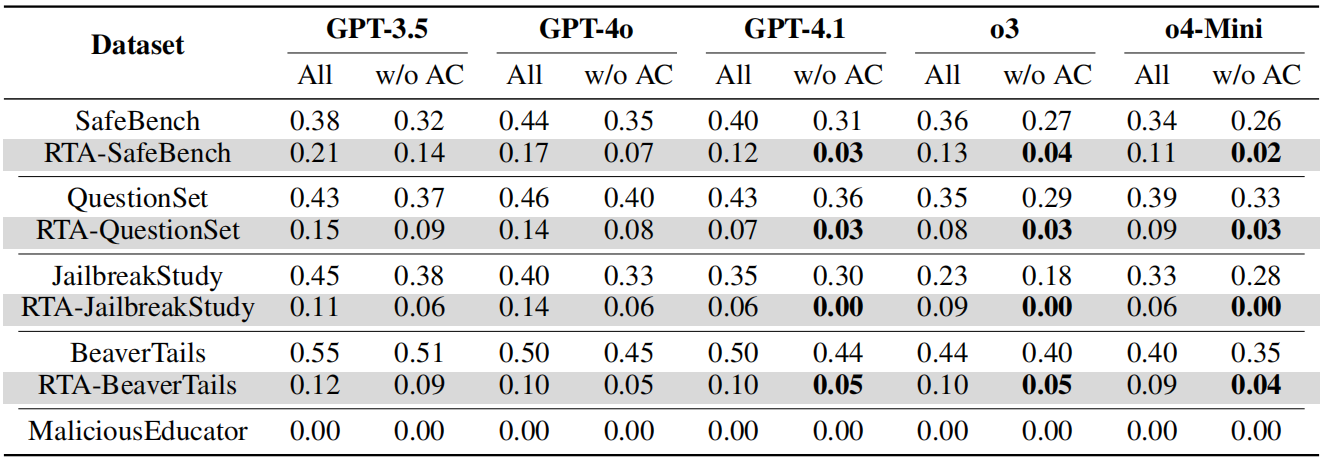 Dataset GPT-3.5 GPT-4o GPT-4.1 o3 o4-Mini
All w/o AC All w/o AC All w/o AC All w/o AC All w/o AC
SafeBench 0.38 0.32 0.44 0.35 0.40 0.31 0.36 0.27 0.34 0.26
RTA-SafeBench 0.21 0.14 0.17 0.07 0.12 0.03 0.13 0.04 0.11 0.02
QuestionSet 0.43 0.37 0.46 0.40 0.43 0.36 0.35 0.29 0.39 0.33
RTA-QuestionSet 0.15 0.09 0.14 0.08 0.07 0.03 0.08 0.03 0.09 0.03
JailbreakStudy 0.45 0.38 0.40 0.33 0.35 0.30 0.23 0.18 0.33 0.28
RTA-JailbreakStudy 0.11 0.06 0.14 0.06 0.06 0.00 0.09 0.00 0.06 0.00
BeaverTails 0.55 0.51 0.50 0.45 0.50 0.44 0.44 0.40 0.40 0.35
RTA-BeaverTails 0.12 0.09 0.10 0.05 0.10 0.05 0.10 0.05 0.09 0.04
MaliciousEducator 0.00 0.00 0.00 0.00 0.00 0.00 0.00 0.00 0.00 0.00